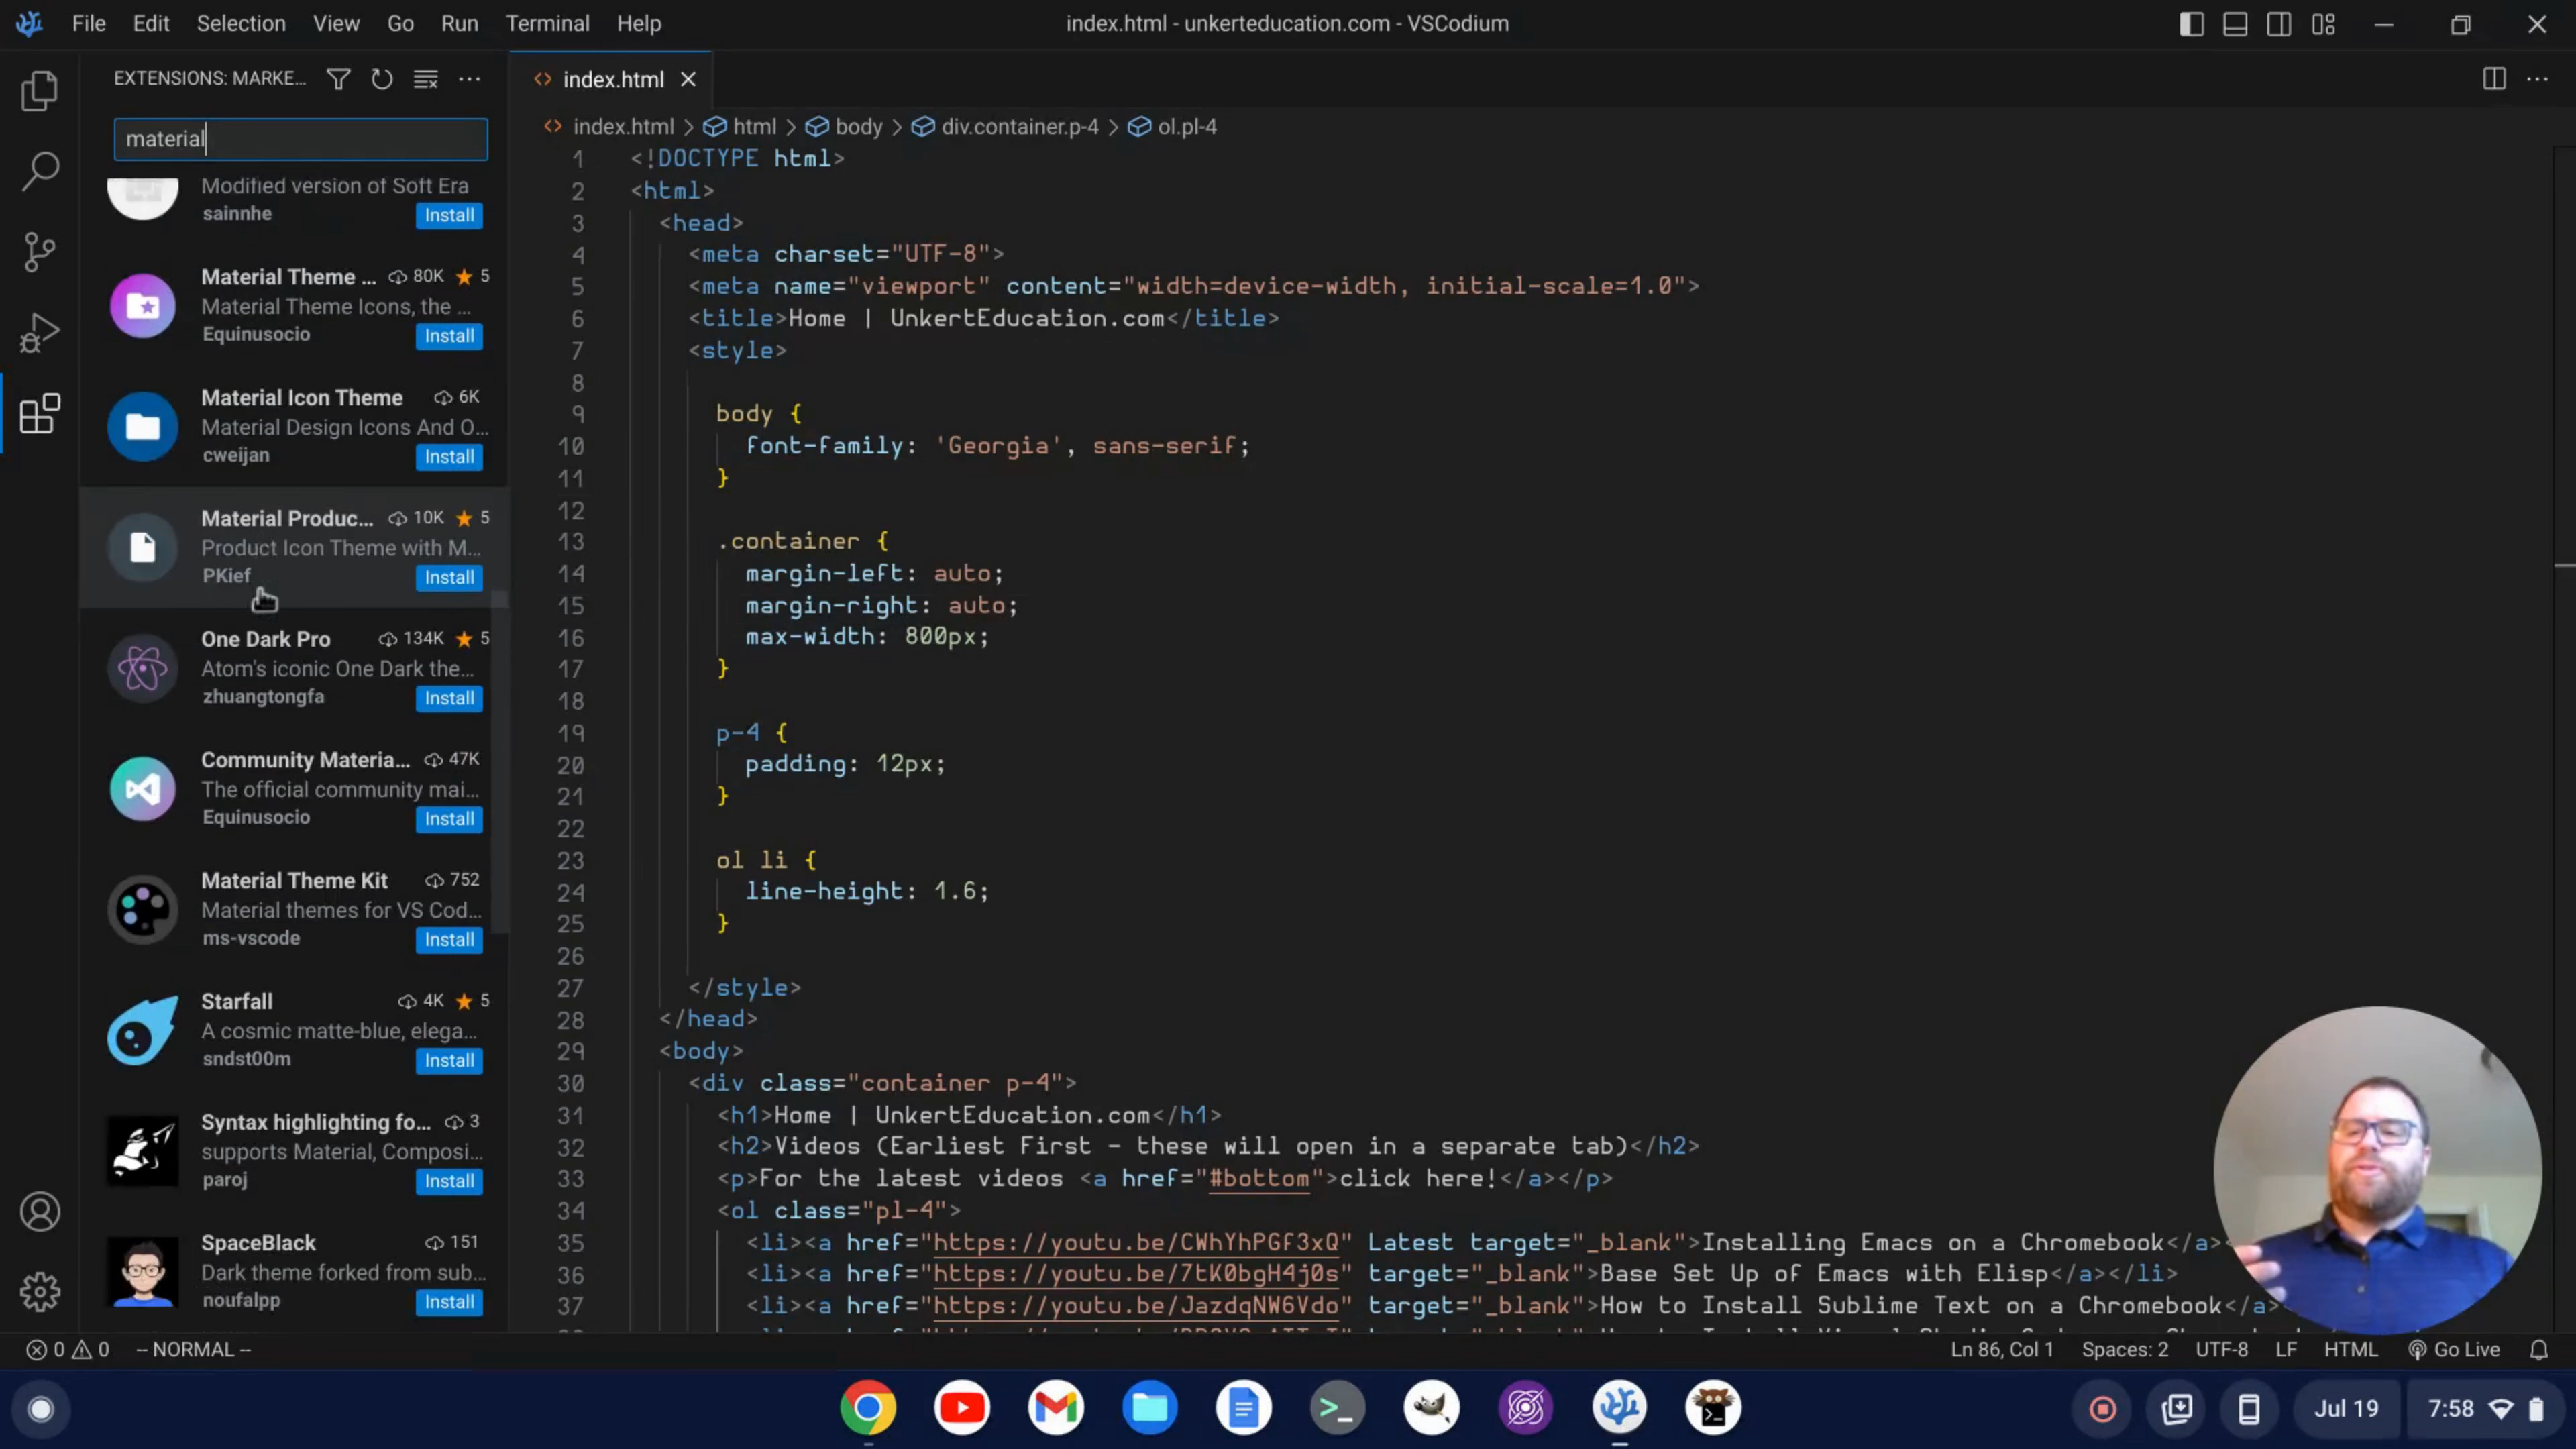 File Edit Selection View Go Run Terminal Help
index.html - unkerteducation.com - VSCodium
EXTENSIONS: MARKE...
material
Modified version of Soft Era
sainnhe Install
Material Theme ... 80K 5
Material Theme Icons, the ...
Equinusocio Install
Material Icon Theme 6K
Material Design Icons And O...
cweijan Install
Material Produc... 10K 5
Product Icon Theme with M...
PKief Install
One Dark Pro 134K 5
Atom's iconic One Dark the...
zhuangtongfa Install
Community Materia... 47K
The official community mai...
Equinusocio Install
Material Theme Kit 752
Material themes for VS Cod...
ms-vscode Install
Starfall 4K 5
A cosmic matte-blue, elega...
sndst00m Install
Syntax highlighting fo... 3
supports Material, Composi...
paroj Install
SpaceBlack 151
Dark theme forked from sub...
noufalpp Install
index.html
index.html > html > body > div.container.p-4 > ol.pl-4
1 <!DOCTYPE html>
2 <html>
3 <head>
4 <meta charset="UTF-8">
5 <meta name="viewport" content="width=device-width, initial-scale=1.0">
6 <title>Home | UnkertEducation.com</title>
7 <style>
8
9 body {
10 font-family: 'Georgia', sans-serif;
11 }
12
13 .container {
14 margin-left: auto;
15 margin-right: auto;
16 max-width: 800px;
17 }
18
19 p-4 {
20 padding: 12px;
21 }
22
23 ol li {
24 line-height: 1.6;
25 }
26
27 </style>
28 </head>
29 <body>
30 <div class="container p-4">
31 <h1>Home | UnkertEducation.com</h1>
32 <h2>Videos (Earliest First - these will open in a separate tab)</h2>
33 <p>For the latest videos <a href="#bottom">click here!</a></p>
34 <ol class="pl-4">
35 <li><a href="https://youtu.be/CWhYhPGf3xQ" Latest target="_blank">Installing Emacs on a Chromebook</a>
36 <li><a href="https://youtu.be/7tK0bgH4j0s" target="_blank">Base Set Up of Emacs with Elisp</a></li>
37 <li><a href="https://youtu.be/JazdqNW6Vdo" target="_blank">How to Install Sublime Text on a Chromebook</a>
0 0 -- NORMAL -- Ln 86, Col 1 Spaces: 2 UTF-8 LF HTML Go Live
Jul 19 7:58